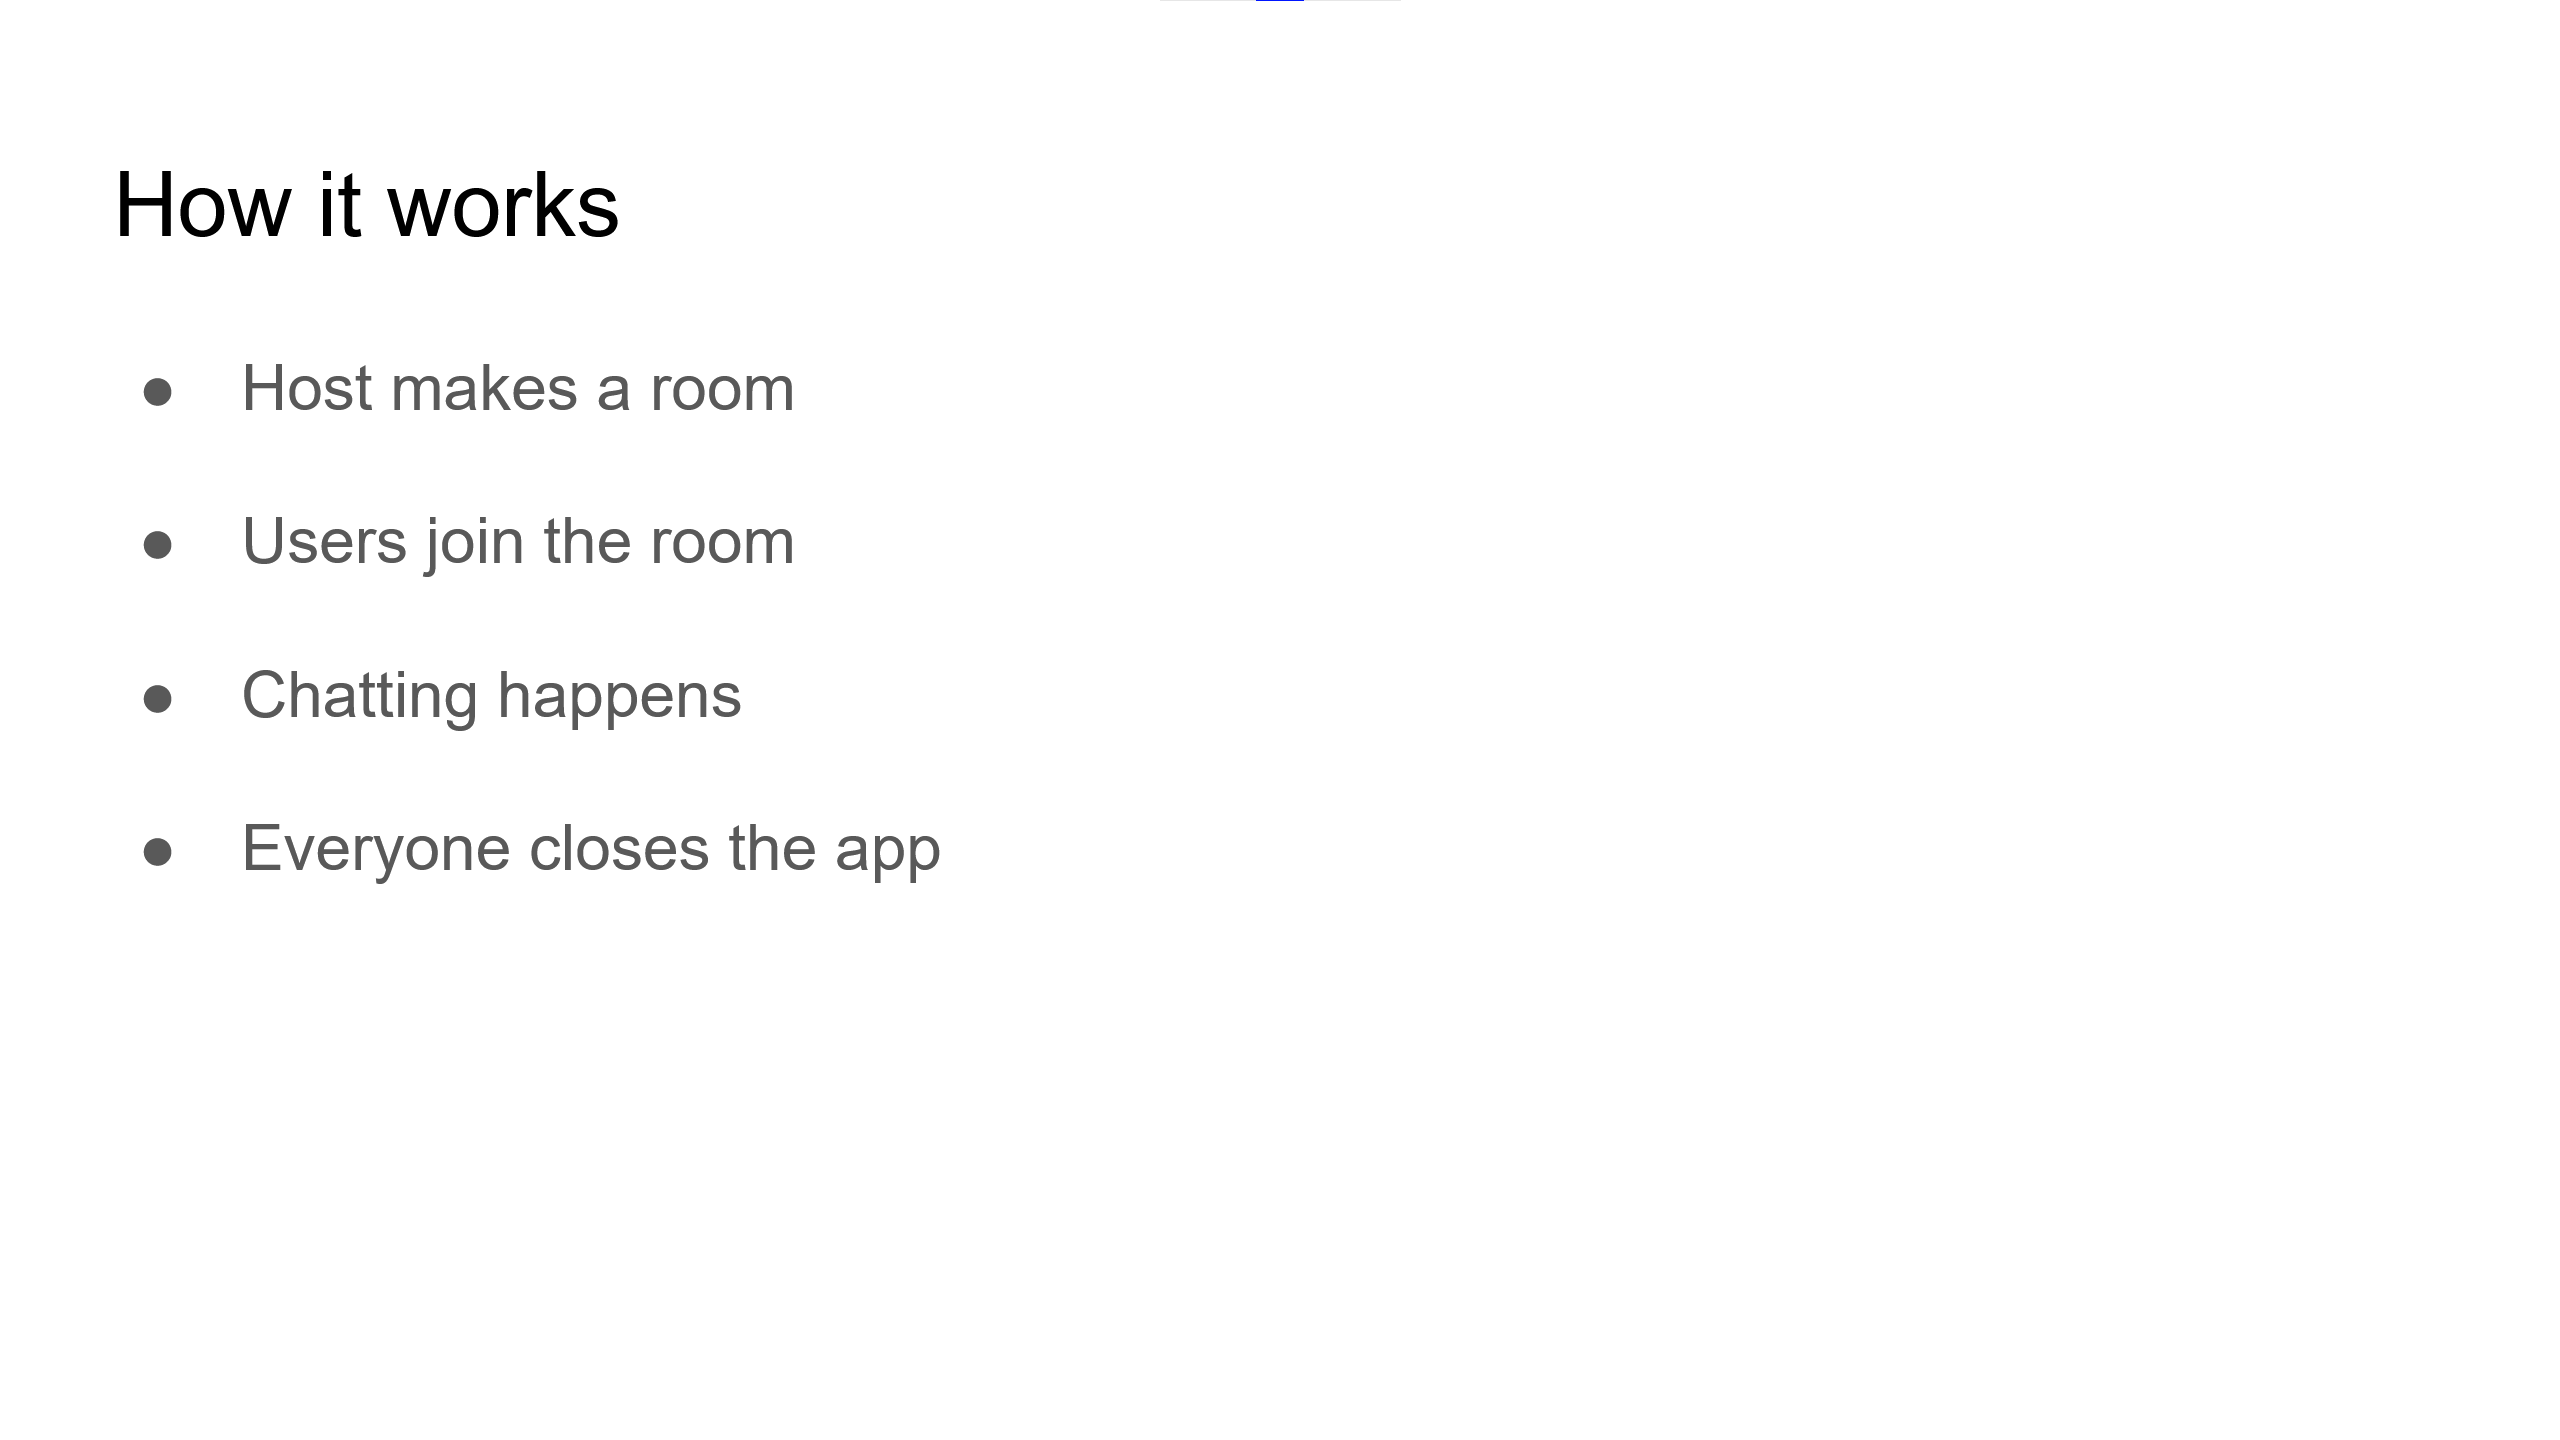 How it works
● Host makes a room
● Users join the room
● Chatting happens
● Everyone closes the app